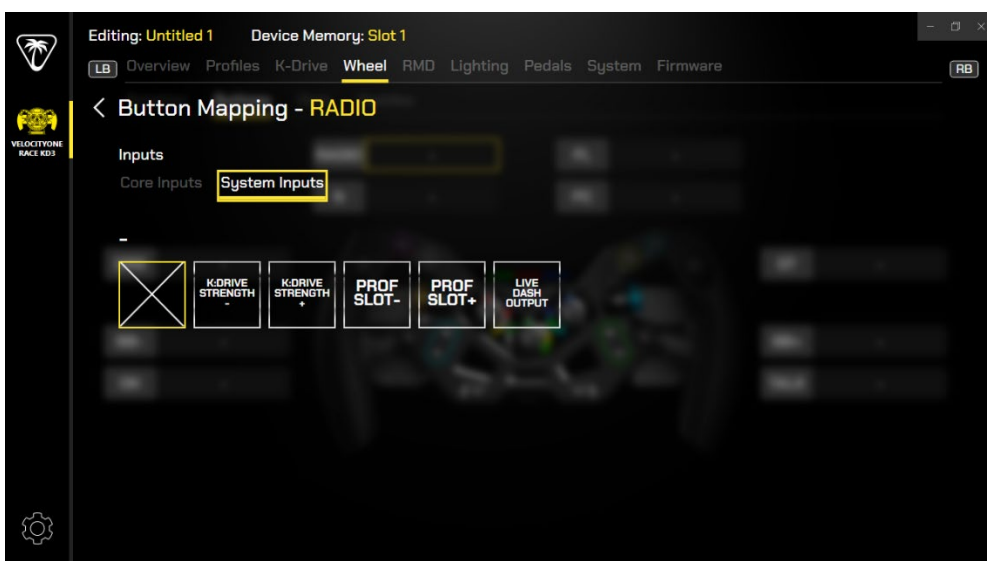 Editing: Untitled 1 Device Memory: Slot 1
LB Overview Profiles K-Drive Wheel RMD Lighting Pedals System Firmware RB
Button Mapping - RADIO
VELOCITYONE
RACE KD3
Inputs
Core Inputs System Inputs
-
K:DRIVE
STRENGTH
-
K:DRIVE
STRENGTH
+
PROF
SLOT-
PROF
SLOT+
LIVE
DASH
OUTPUT